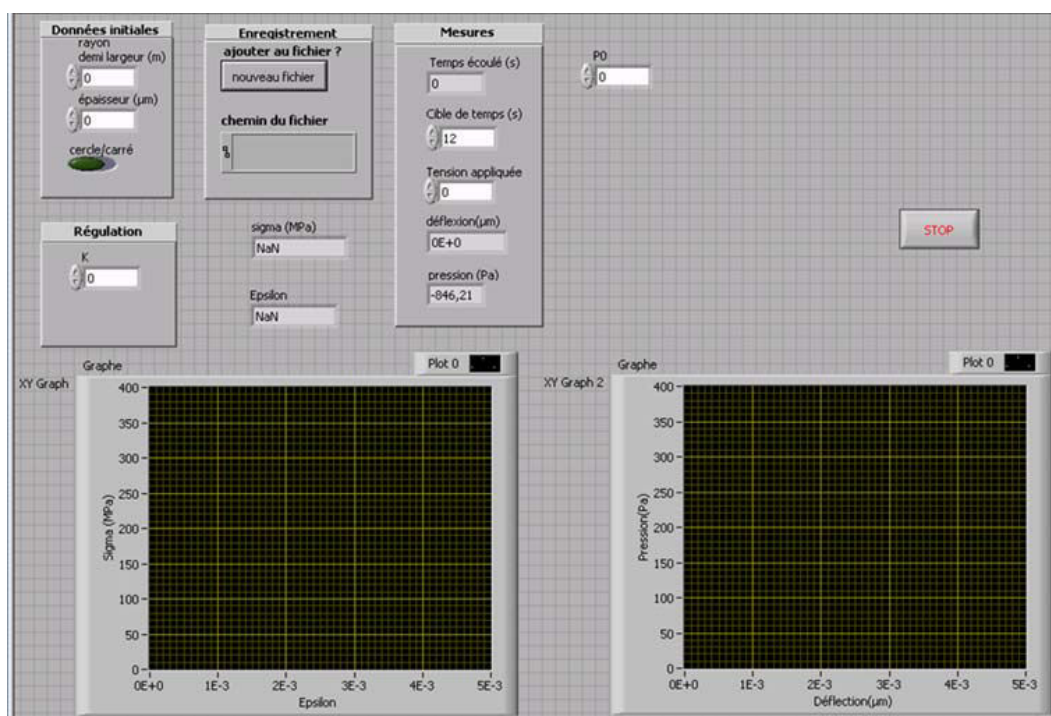 Données initiales
rayon
demi largeur (m)
0
épaisseur (µm)
0
cercle/carré
Enregistrement
ajouter au fichier ?
nouveau fichier
chemin du fichier
Mesures
Temps écoulé (s)
0
Cible de temps (s)
12
Tension appliquée
0
déflexion(µm)
0E+0
pression (Pa)
-846,21
P0
0
STOP
Régulation
K
0
sigma (MPa)
NaN
Epsilon
NaN
XY Graph
Graphe
Plot 0
Sigma (MPa)
400
350
300
250
200
150
100
50
0
0E+0 1E-3 2E-3 3E-3 4E-3 5E-3
Epsilon
XY Graph 2
Graphe
Plot 0
Pression(Pa)
400
350
300
250
200
150
100
50
0
0E+0 1E-3 2E-3 3E-3 4E-3 5E-3
Déflection(µm)